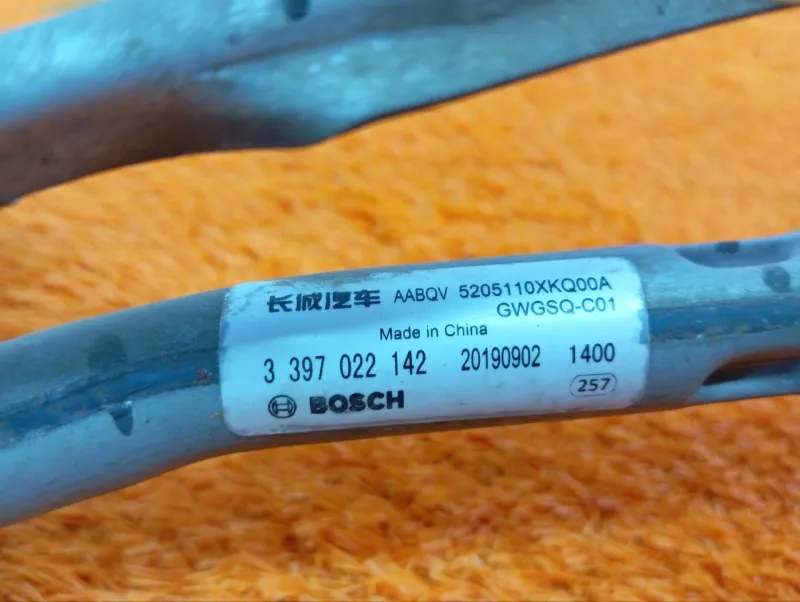 长城汽车 AABQV 5205110XKQ00A
GWGSQ-C01
Made in China
3 397 022 142 20190902 1400
BOSCH 257